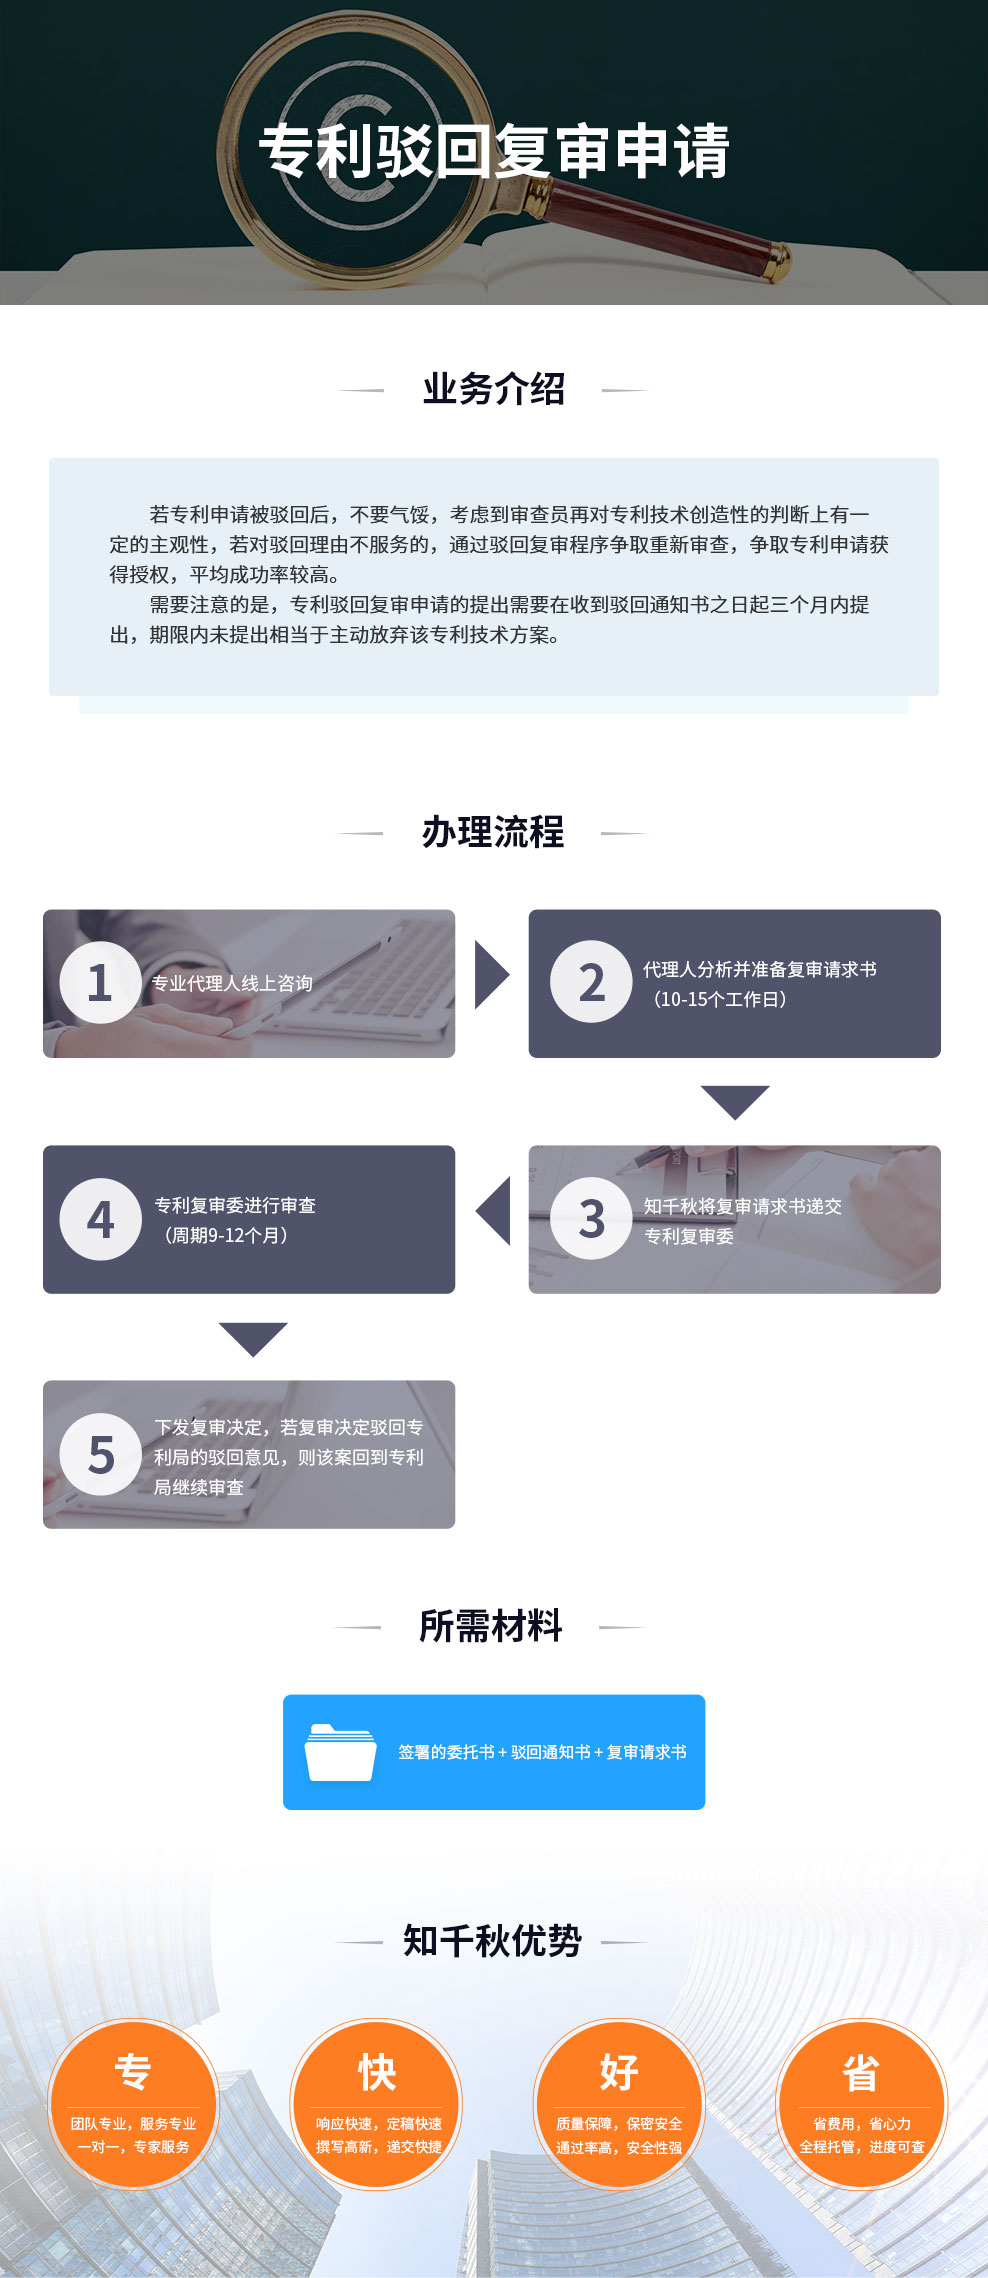 专利驳回复审申请
业务介绍
若专利申请被驳回后，不要气馁，考虑到审查员再对专利技术创造性的判断上有一
定的主观性，若对驳回理由不服务的，通过驳回复审程序争取重新审查，争取专利申请获
得授权，平均成功率较高。
需要注意的是，专利驳回复审申请的提出需要在收到驳回通知书之日起三个月内提
出，期限内未提出相当于主动放弃该专利技术方案。
办理流程
1
专业代理人线上咨询
2
代理人分析并准备复审请求书
（10-15个工作日）
3
知千秋将复审请求书递交
专利复审委
4
专利复审委进行审查
（周期9-12个月）
5
下发复审决定，若复审决定驳回专
利局的驳回意见，则该案回到专利
局继续审查
所需材料
签署的委托书 + 驳回通知书 + 复审请求书
知千秋优势
专
团队专业，服务专业
一对一，专家服务
快
响应快速，定稿快速
撰写高新，递交快捷
好
质量保障，保密安全
通过率高，安全性强
省
省费用，省心力
全程托管，进度可查